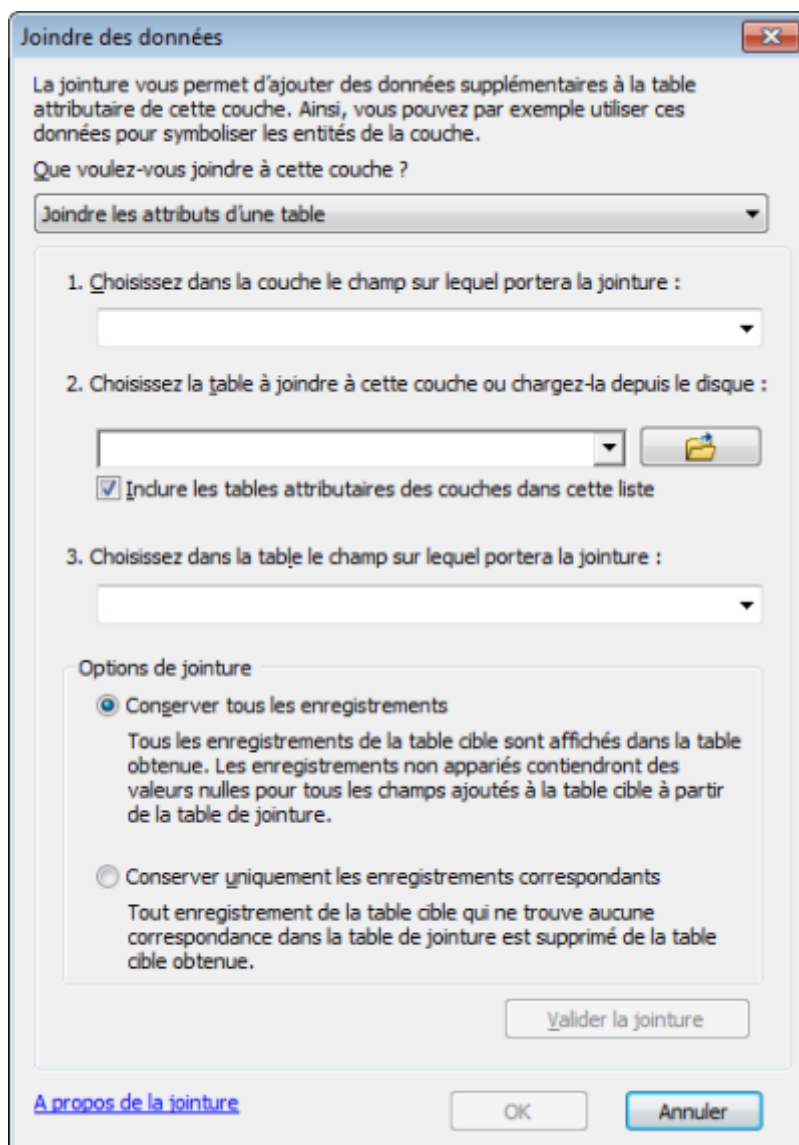 Joindre des données
La jointure vous permet d'ajouter des données supplémentaires à la table
attributaire de cette couche. Ainsi, vous pouvez par exemple utiliser ces
données pour symboliser les entités de la couche.
Que voulez-vous joindre à cette couche ?
Joindre les attributs d'une table
1. Choisissez dans la couche le champ sur lequel portera la jointure :
2. Choisissez la table à joindre à cette couche ou chargez-la depuis le disque :
Inclure les tables attributaires des couches dans cette liste
3. Choisissez dans la table le champ sur lequel portera la jointure :
Options de jointure
Conserver tous les enregistrements
Tous les enregistrements de la table cible sont affichés dans la table
obtenue. Les enregistrements non appariés contiendront des
valeurs nulles pour tous les champs ajoutés à la table cible à partir
de la table de jointure.
Conserver uniquement les enregistrements correspondants
Tout enregistrement de la table cible qui ne trouve aucune
correspondance dans la table de jointure est supprimé de la table
cible obtenue.
Valider la jointure
A propos de la jointure
OK
Annuler